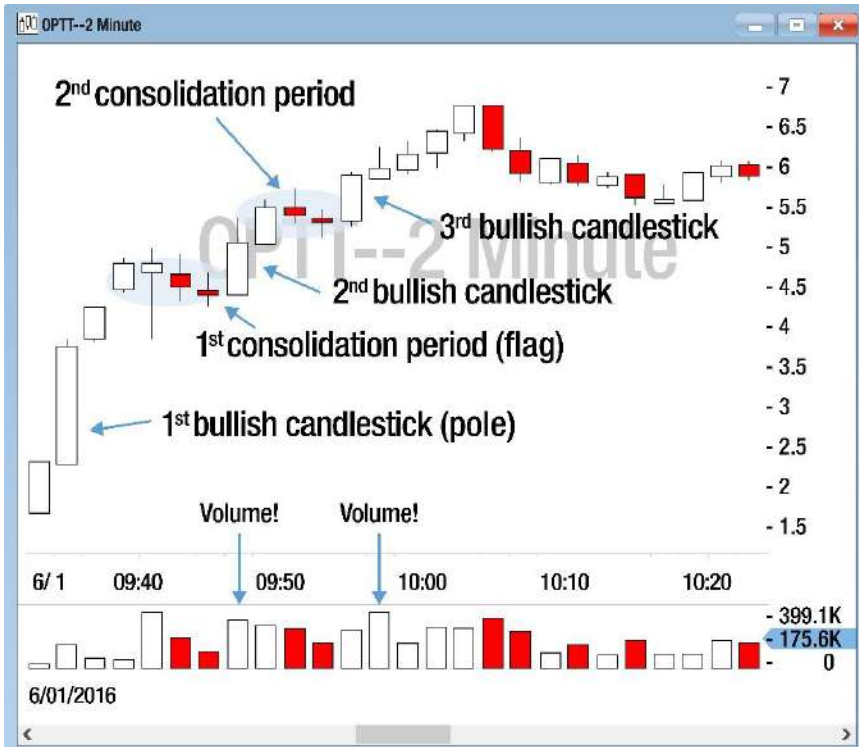 OPTT--2 Minute
2nd consolidation period
7
6.5
6
5.5
5
4.5
4
3.5
3
2.5
2
1.5
OPTT--2 Minute
3rd bullish candlestick
2nd bullish candlestick
1st consolidation period (flag)
1st bullish candlestick (pole)
Volume! Volume!
6/ 1 09:40 09:50 10:00 10:10 10:20
399.1K
175.6K
0
6/01/2016